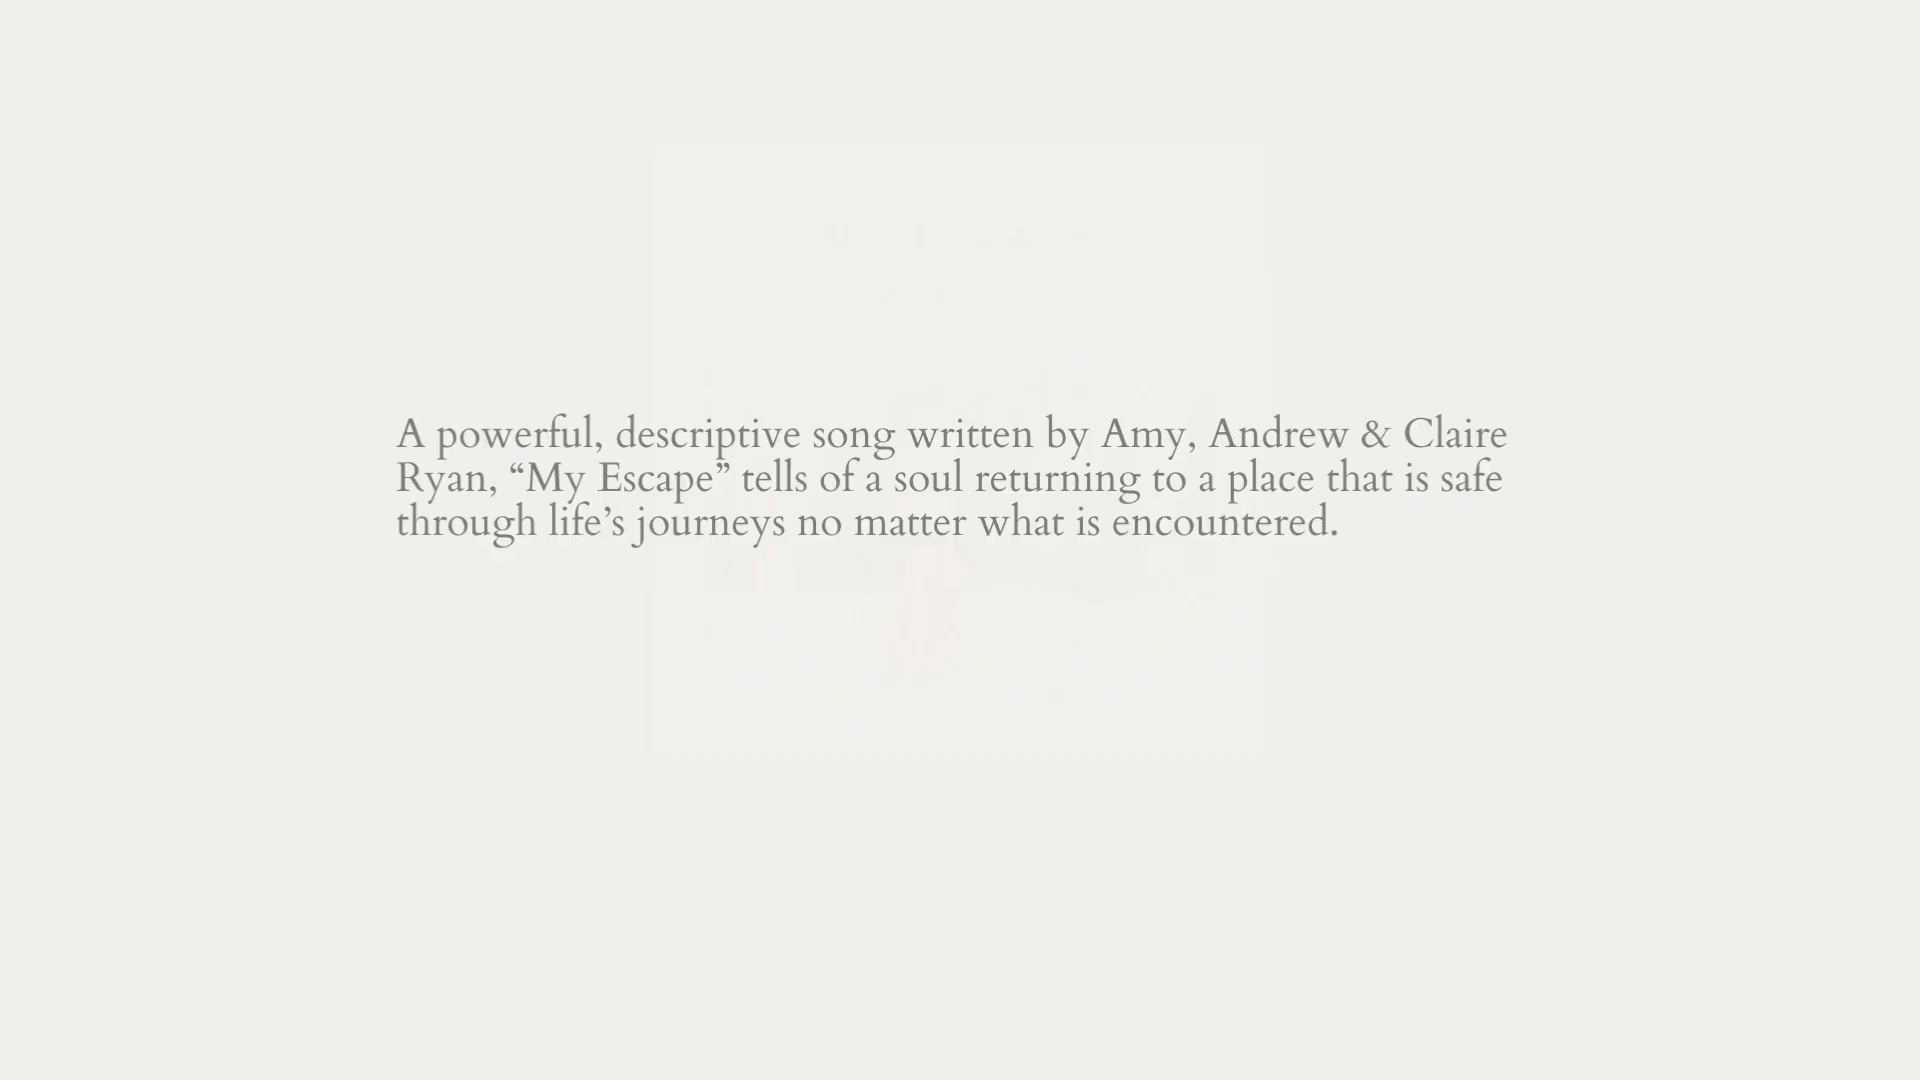 A powerful, descriptive song written by Amy, Andrew & Claire
Ryan, “My Escape” tells of a soul returning to a place that is safe
through life’s journeys no matter what is encountered.